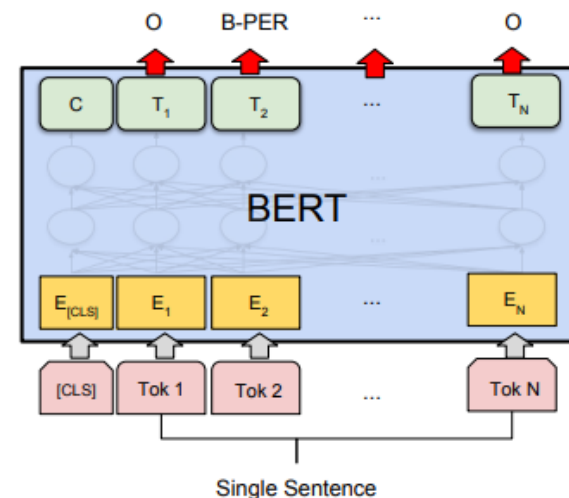 O B-PER ... O
C T1 T2 ... TN
BERT
E[CLS] E1 E2 ... EN
[CLS] Tok 1 Tok 2 ... Tok N
Single Sentence